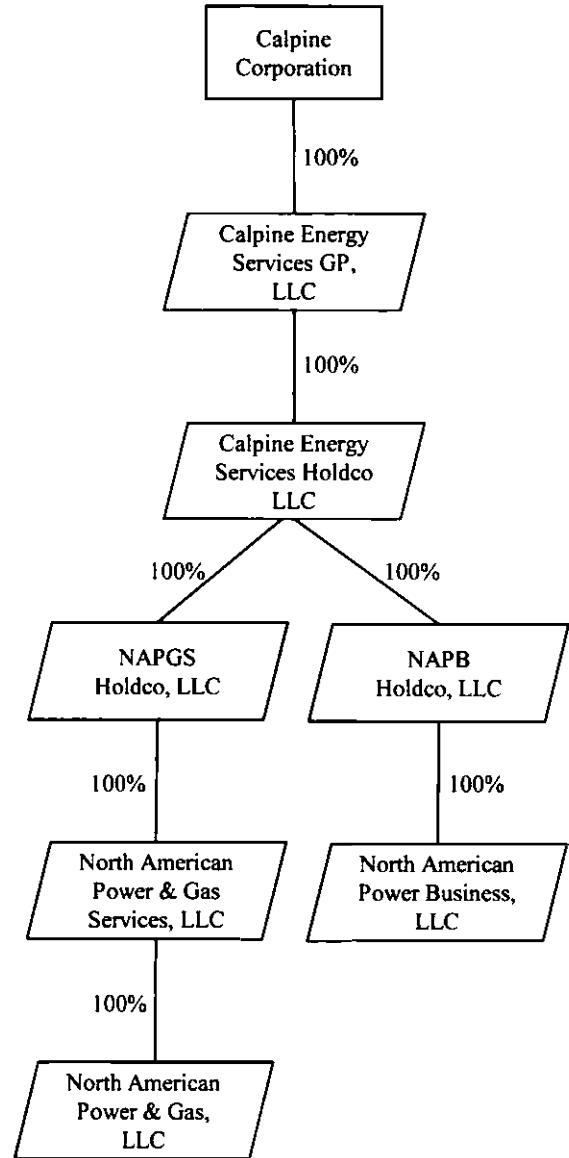 Calpine
Corporation
100%
Calpine Energy
Services GP,
LLC
100%
Calpine Energy
Services Holdco
LLC
100%
100%
NAPGS
Holdco, LLC
NAPB
Holdco, LLC
100%
100%
North American
Power & Gas
Services, LLC
North American
Power Business,
LLC
100%
North American
Power & Gas,
LLC